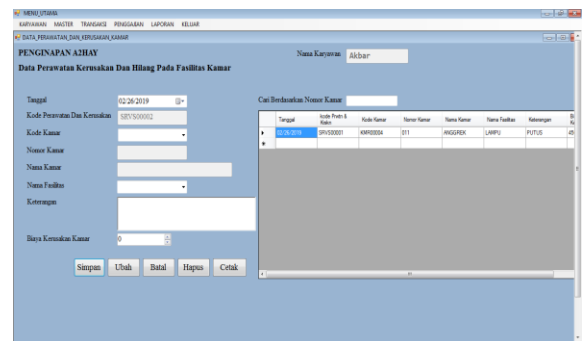 MENU_UTAMA
KARYAWAN MASTER TRANSAKSI PENGGAJIAN LAPORAN KELUAR
DATA_PERAWATAN_DAN_KERUSAKAN_KAMAR
PENGINAPAN A2HAY
Nama Karyawan Akbar
Data Perawatan Kerusakan Dan Hilang Pada Fasilitas Kamar
Tanggal 02/26/2019
Cari Berdasarkan Nomor Kamar
Kode Perawatan Dan Kerusakan SRVS00002
Kode Kamar
Nomor Kamar
Nama Kamar
Nama Fasilitas
Keterangan
Biaya Kerusakan Kamar 0
Simpan Ubah Batal Hapus Cetak
Tanggal Kode Kamar Nomor Kamar Nama Kamar Nama Fasilitas Keterangan
02/26/2019 SRVS00001 KMR00004 011 ANGGREK LAMPU PUTUS